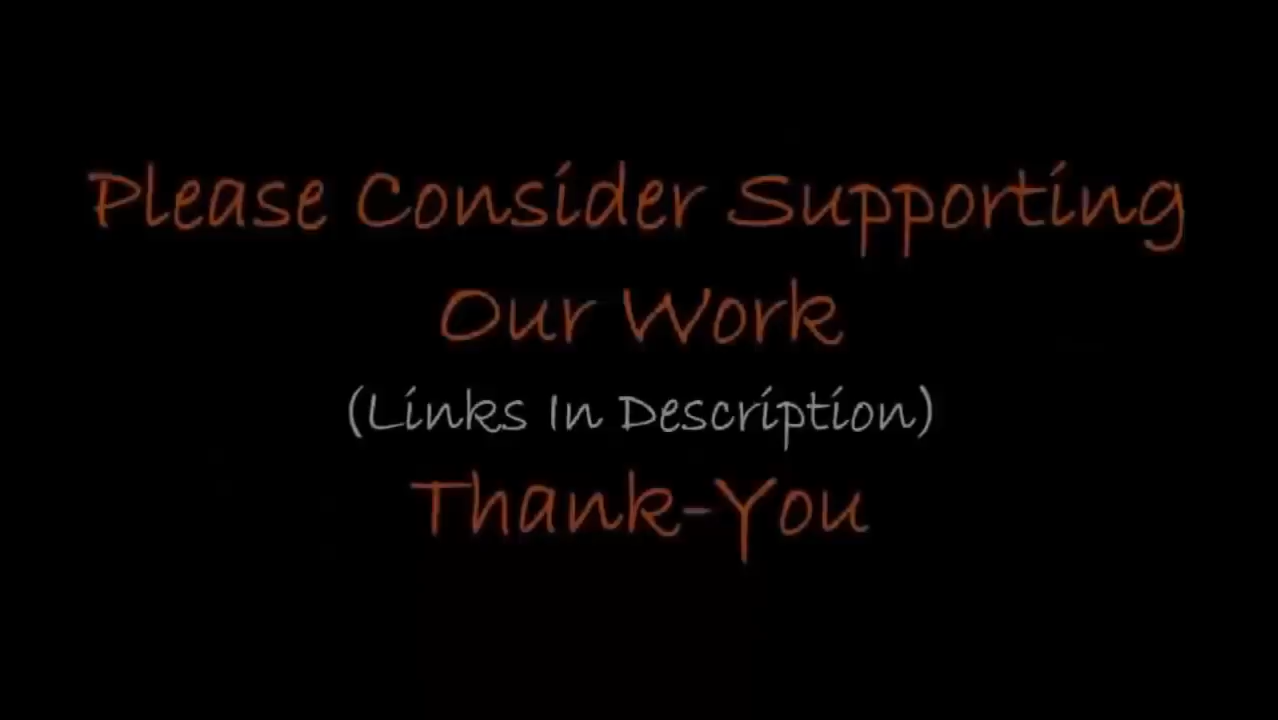 Please Consider Supporting
Our Work
(Links In Description)
Thank-You